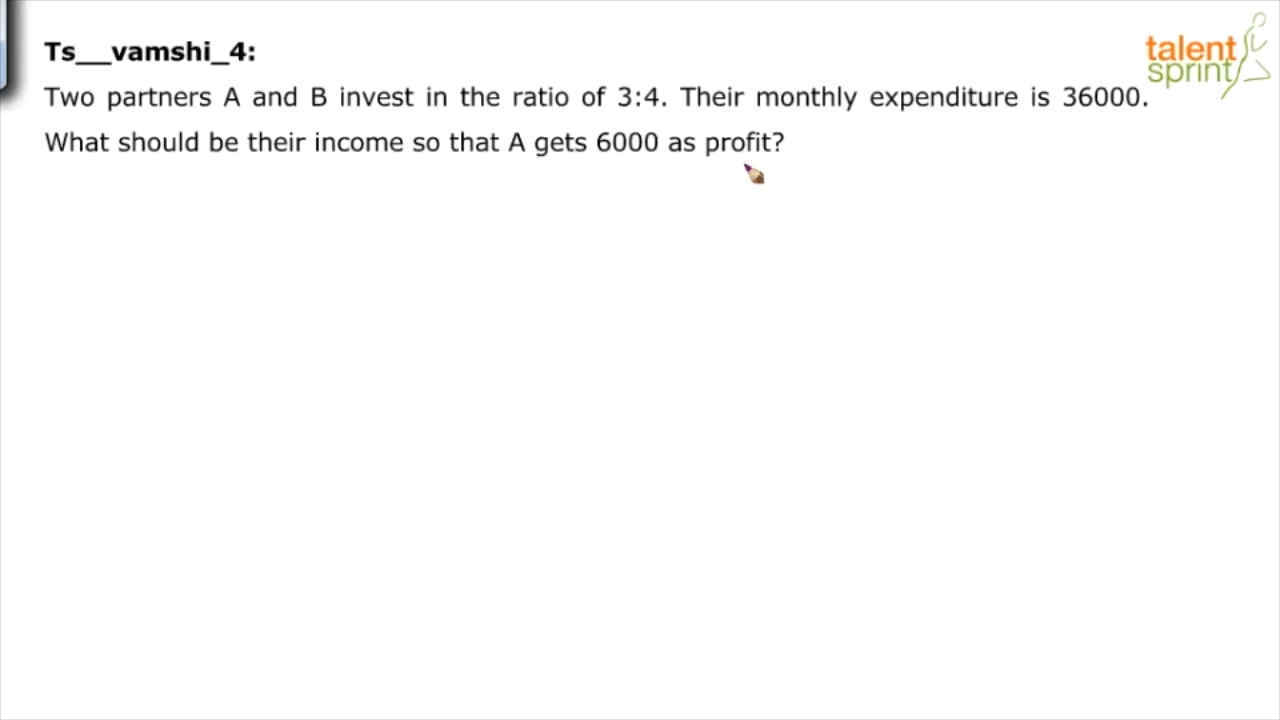 Ts__vamshi_4:
talent
sprint
Two partners A and B invest in the ratio of 3:4. Their monthly expenditure is 36000.
What should be their income so that A gets 6000 as profit?